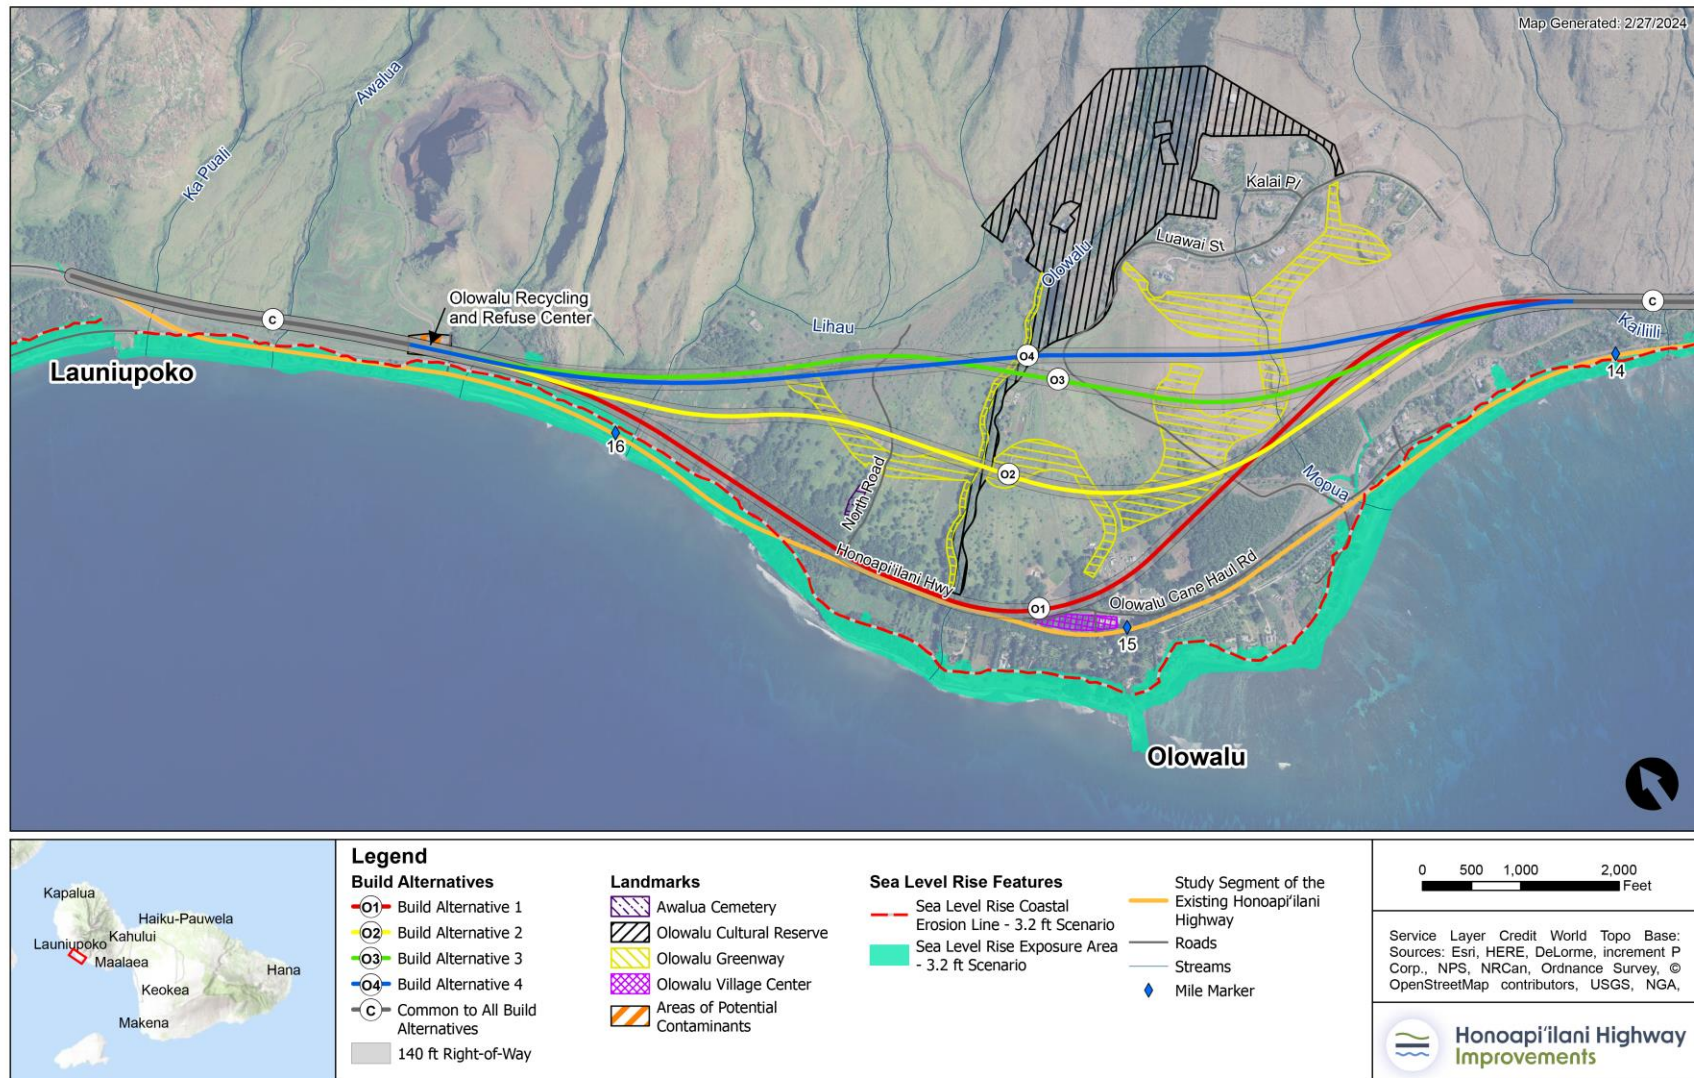 Map Generated: 2/27/2024
Awalua
Ka Puali
Kalai Pl
Luawai St
Olowalu
Olowalu Recycling
and Refuse Center
C
C
Lihau
Kailiili
O4
O3
14
Launiupoko
16
O2
North Road
Mopua
Honoapiilani Hwy
Olowalu Cane Haul Rd
O1
15
Olowalu
Kapalua
Haiku-Pauwela
Launiupoko
Kahului
Maalaea
Hana
Keokea
Makena
Legend
Build Alternatives
O1 Build Alternative 1
O2 Build Alternative 2
O3 Build Alternative 3
O4 Build Alternative 4
C Common to All Build
Alternatives
140 ft Right-of-Way
Landmarks
Awalua Cemetery
Olowalu Cultural Reserve
Olowalu Greenway
Olowalu Village Center
Areas of Potential
Contaminants
Sea Level Rise Features
Sea Level Rise Coastal
Erosion Line - 3.2 ft Scenario
Sea Level Rise Exposure Area
- 3.2 ft Scenario
Study Segment of the
Existing Honoapiʻilani
Highway
Roads
Streams
Mile Marker
0 500 1,000 2,000
Feet
Service Layer Credit World Topo Base:
Sources: Esri, HERE, DeLorme, increment P
Corp., NPS, NRCan, Ordnance Survey, ©
OpenStreetMap contributors, USGS, NGA,
Honoapiʻilani Highway
Improvements